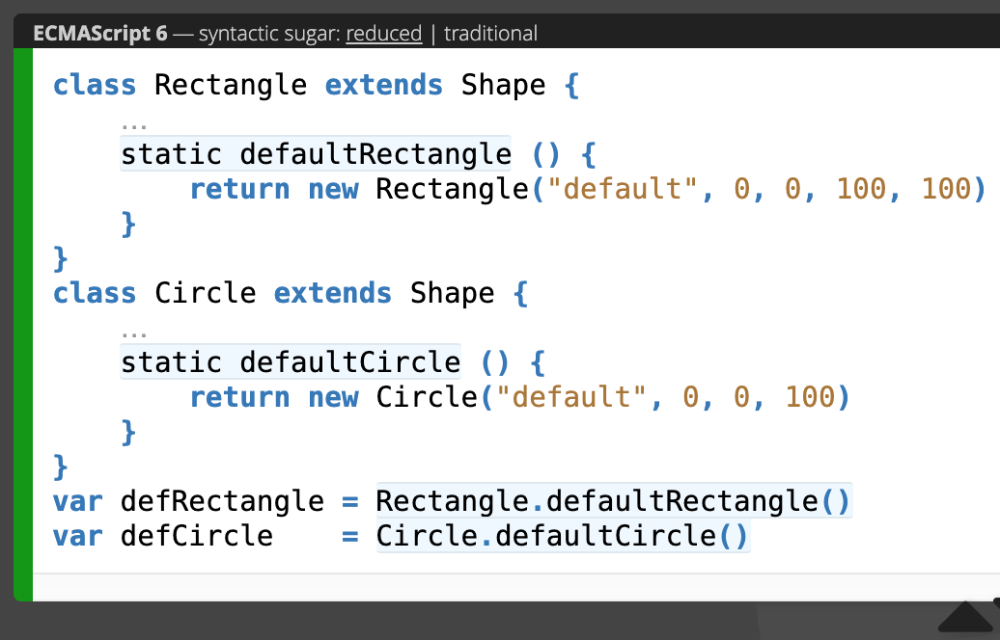 ECMAScript 6 — syntactic sugar: reduced | traditional
class Rectangle extends Shape {
…
static defaultRectangle () {
return new Rectangle("default", 0, 0, 100, 100)
}
}
class Circle extends Shape {
…
static defaultCircle () {
return new Circle("default", 0, 0, 100)
}
}
var defRectangle = Rectangle.defaultRectangle()
var defCircle    = Circle.defaultCircle()